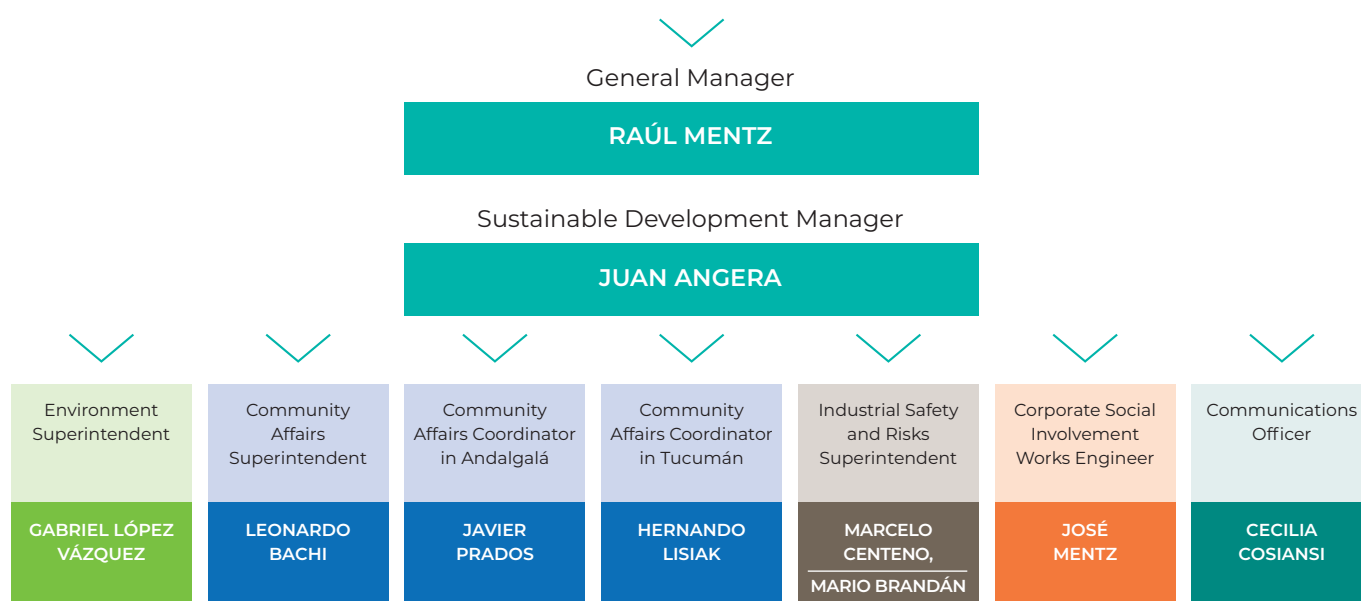 General Manager
RAÚL MENTZ
Sustainable Development Manager
JUAN ANGERA
Environment
Superintendent
GABRIEL LÓPEZ
VÁZQUEZ
Community
Affairs
Superintendent
LEONARDO
BACHI
Community
Affairs Coordinator
in Andalgalá
JAVIER
PRADOS
Community
Affairs Coordinator
in Tucumán
HERNANDO
LISIAK
Industrial Safety
and Risks
Superintendent
MARCELO
CENTENO,
MARIO BRANDÁN
Corporate Social
Involvement
Works Engineer
JOSÉ
MENTZ
Communications
Officer
CECILIA
COSIANSI